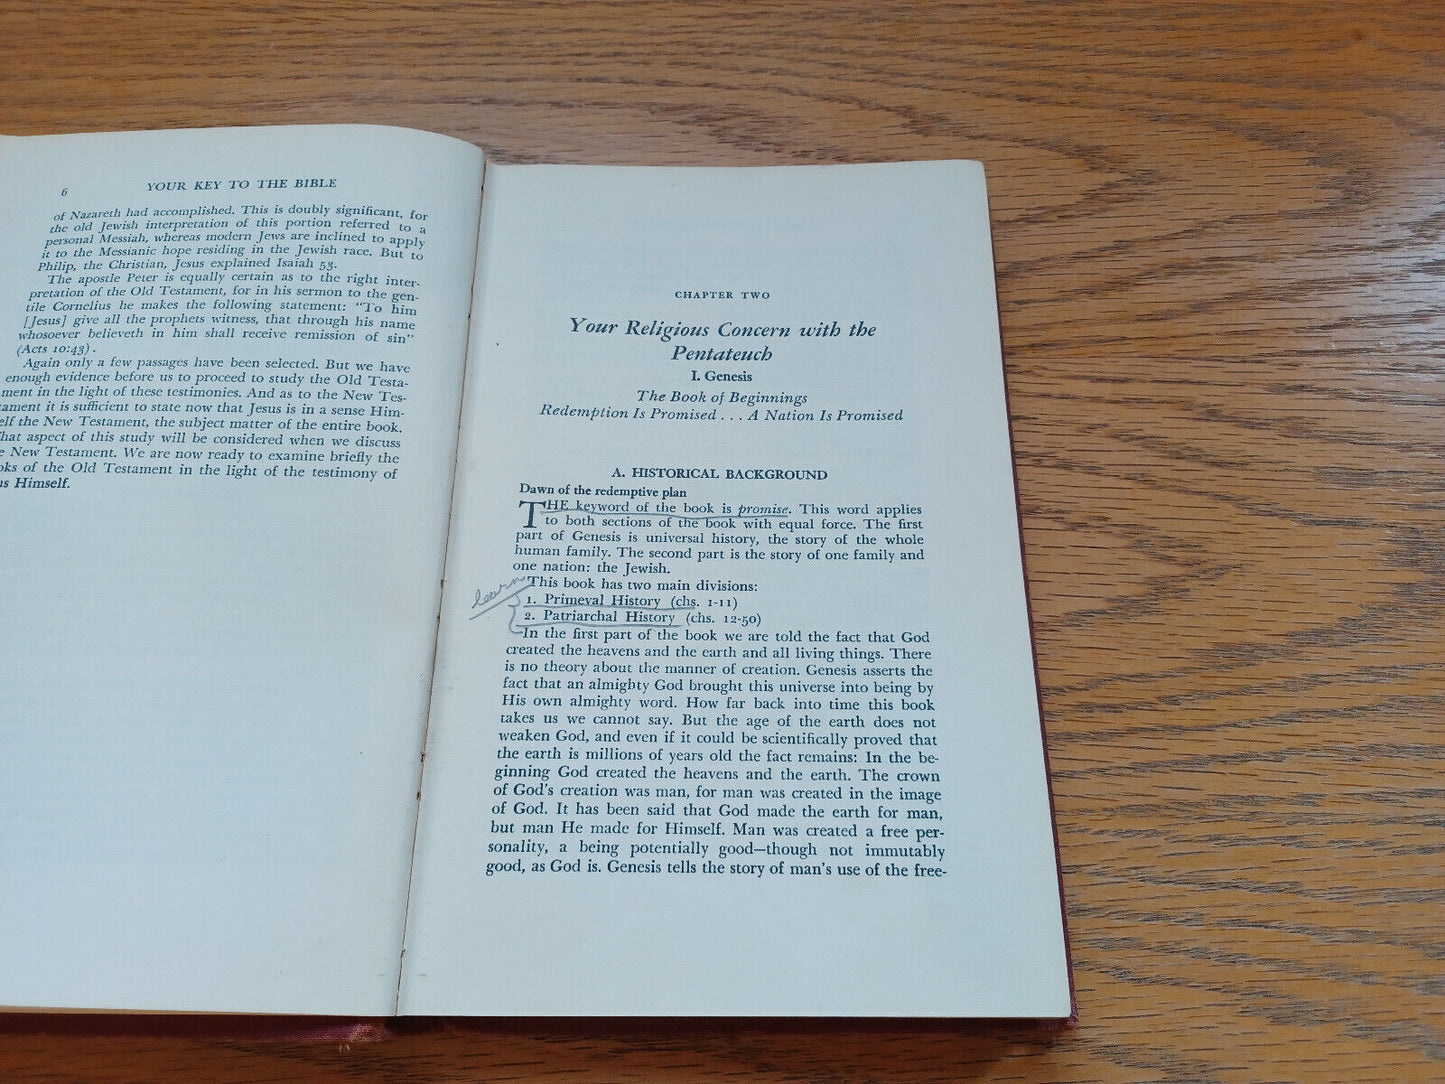 6
YOUR KEY TO THE BIBLE
of Nazareth had accomplished. This is doubly significant, for
the old Jewish interpretation of this portion referred to a
personal Messiah, whereas modern Jews are inclined to apply
it to the Messianic hope residing in the Jewish race. But to
Philip, the Christian, Jesus explained Isaiah 53.
The apostle Peter is equally certain as to the right inter-
pretation of the Old Testament, for in his sermon to the gen-
tile Cornelius he makes the following statement: "To him
[Jesus] give all the prophets witness, that through his name
whosoever believeth in him shall receive remission of sin"
(Acts 10:43).
Again only a few passages have been selected. But we have
enough evidence before us to proceed to study the Old Testa-
ment in the light of these testimonies. And as to the New Tes-
tament it is sufficient to state now that Jesus is in a sense Him-
elf the New Testament, the subject matter of the entire book.
hat aspect of this study will be considered when we discuss
e New Testament. We are now ready to examine briefly the
oks of the Old Testament in the light of the testimony of
us Himself.
CHAPTER TWO
Your Religious Concern with the
Pentateuch
I. Genesis
The Book of Beginnings
Redemption Is Promised . . . A Nation Is Promised
A. HISTORICAL BACKGROUND
Dawn of the redemptive plan
THE keyword of the book is promise. This word applies
to both sections of the book with equal force. The first
part of Genesis is universal history, the story of the whole
human family. The second part is the story of one family and
one nation: the Jewish.
This book has two main divisions:
learn
1. Primeval History (chs. 1-11)
2. Patriarchal History (chs. 12-50)
In the first part of the book we are told the fact that God
created the heavens and the earth and all living things. There
is no theory about the manner of creation. Genesis asserts the
fact that an almighty God brought this universe into being by
His own almighty word. How far back into time this book
takes us we cannot say. But the age of the earth does not
weaken God, and even if it could be scientifically proved that
the earth is millions of years old the fact remains: In the be-
ginning God created the heavens and the earth. The crown
of God's creation was man, for man was created in the image
of God. It has been said that God made the earth for man,
but man He made for Himself. Man was created a free per-
sonality, a being potentially good—though not immutably
good, as God is. Genesis tells the story of man's use of the free-